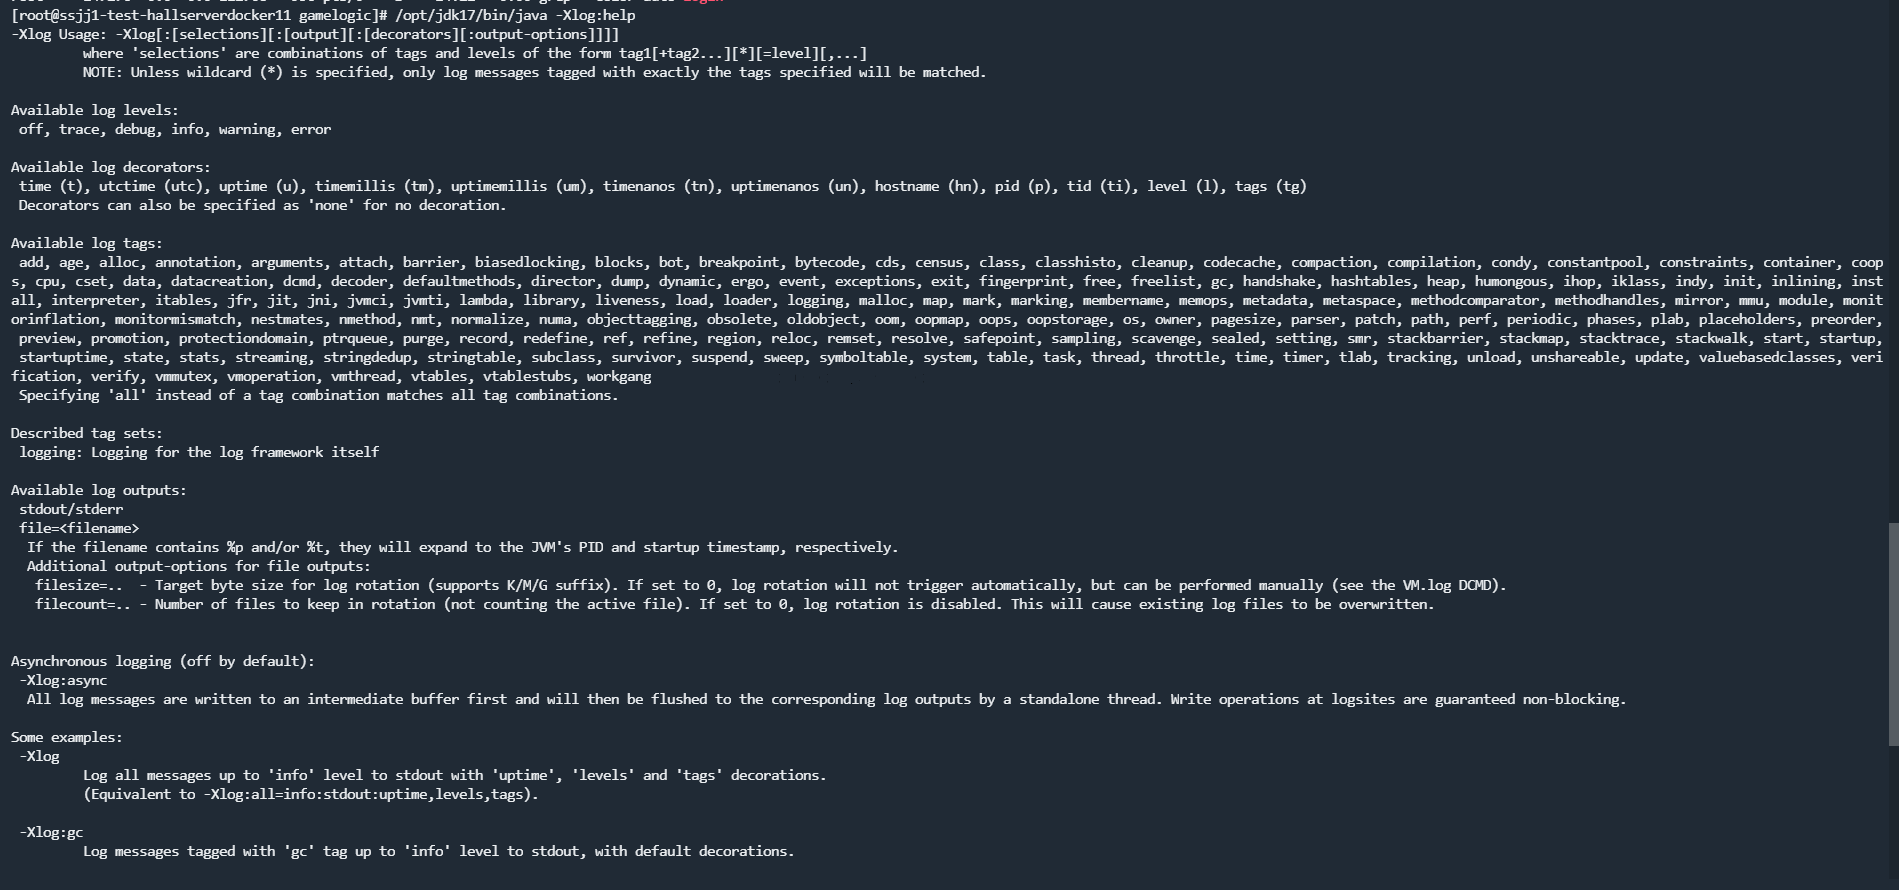 [root@ssjj1-test-hallserverdocker11 gamelogic]# /opt/jdk17/bin/java -Xlog:help
-Xlog Usage: -Xlog[:[selections][:[output][:[decorators][:output-options]]]]
where 'selections' are combinations of tags and levels of the form tag1[+tag2...][*][=level][,...]
NOTE: Unless wildcard (*) is specified, only log messages tagged with exactly the tags specified will be matched.
Available log levels:
off, trace, debug, info, warning, error
Available log decorators:
time (t), utctime (utc), uptime (u), timemillis (tm), uptimemillis (um), timenanos (tn), uptimenanos (un), hostname (hn), pid (p), tid (ti), level (l), tags (tg)
Decorators can also be specified as 'none' for no decoration.
Available log tags:
add, age, alloc, annotation, arguments, attach, barrier, biasedlocking, blocks, bot, breakpoint, bytecode, cds, census, class, classhisto, cleanup, codecache, compaction, compilation, condy, constantpool, constraints, container, coop
s, cpu, cset, data, datacreation, dcmd, decoder, defaultmethods, director, dump, dynamic, ergo, event, exceptions, exit, fingerprint, free, freelist, gc, handshake, hashtables, heap, humongous, ihop, iklass, indy, init, inlining, inst
all, interpreter, itables, jfr, jit, jni, jvmci, jvmti, lambda, library, liveness, load, loader, logging, malloc, map, mark, marking, membername, memops, metadata, metaspace, methodcomparator, methodhandles, mirror, mmu, module, monit
orinflation, monitormismatch, nestmates, nmethod, nmt, normalize, numa, objecttagging, obsolete, oldobject, oom, oopmap, oops, oopstorage, os, owner, pagesize, parser, patch, path, perf, periodic, phases, plab, placeholders, preorder,
preview, promotion, protectiondomain, ptrqueue, purge, record, redefine, ref, refine, region, reloc, remset, resolve, safepoint, sampling, scavenge, sealed, setting, smr, stackbarrier, stackmap, stacktrace, stackwalk, start, startup,
startuptime, state, stats, streaming, stringdedup, stringtable, subclass, survivor, suspend, sweep, symboltable, system, table, task, thread, throttle, time, timer, tlab, tracking, unload, unshareable, update, valuebasedclasses, veri
fication, verify, vmmutex, vmoperation, vmthread, vtables, vtablestubs, workgang
Specifying 'all' instead of a tag combination matches all tag combinations.
Described tag sets:
logging: Logging for the log framework itself
Available log outputs:
stdout/stderr
file=<filename>
If the filename contains %p and/or %t, they will expand to the JVM's PID and startup timestamp, respectively.
Additional output-options for file outputs:
filesize=..  - Target byte size for log rotation (supports K/M/G suffix). If set to 0, log rotation will not trigger automatically, but can be performed manually (see the VM.log DCMD).
filecount=.. - Number of files to keep in rotation (not counting the active file). If set to 0, log rotation is disabled. This will cause existing log files to be overwritten.
Asynchronous logging (off by default):
-Xlog:async
All log messages are written to an intermediate buffer first and will then be flushed to the corresponding log outputs by a standalone thread. Write operations at logsites are guaranteed non-blocking.
Some examples:
-Xlog
Log all messages up to 'info' level to stdout with 'uptime', 'levels' and 'tags' decorations.
(Equivalent to -Xlog:all=info:stdout:uptime,levels,tags).
-Xlog:gc
Log messages tagged with 'gc' tag up to 'info' level to stdout, with default decorations.